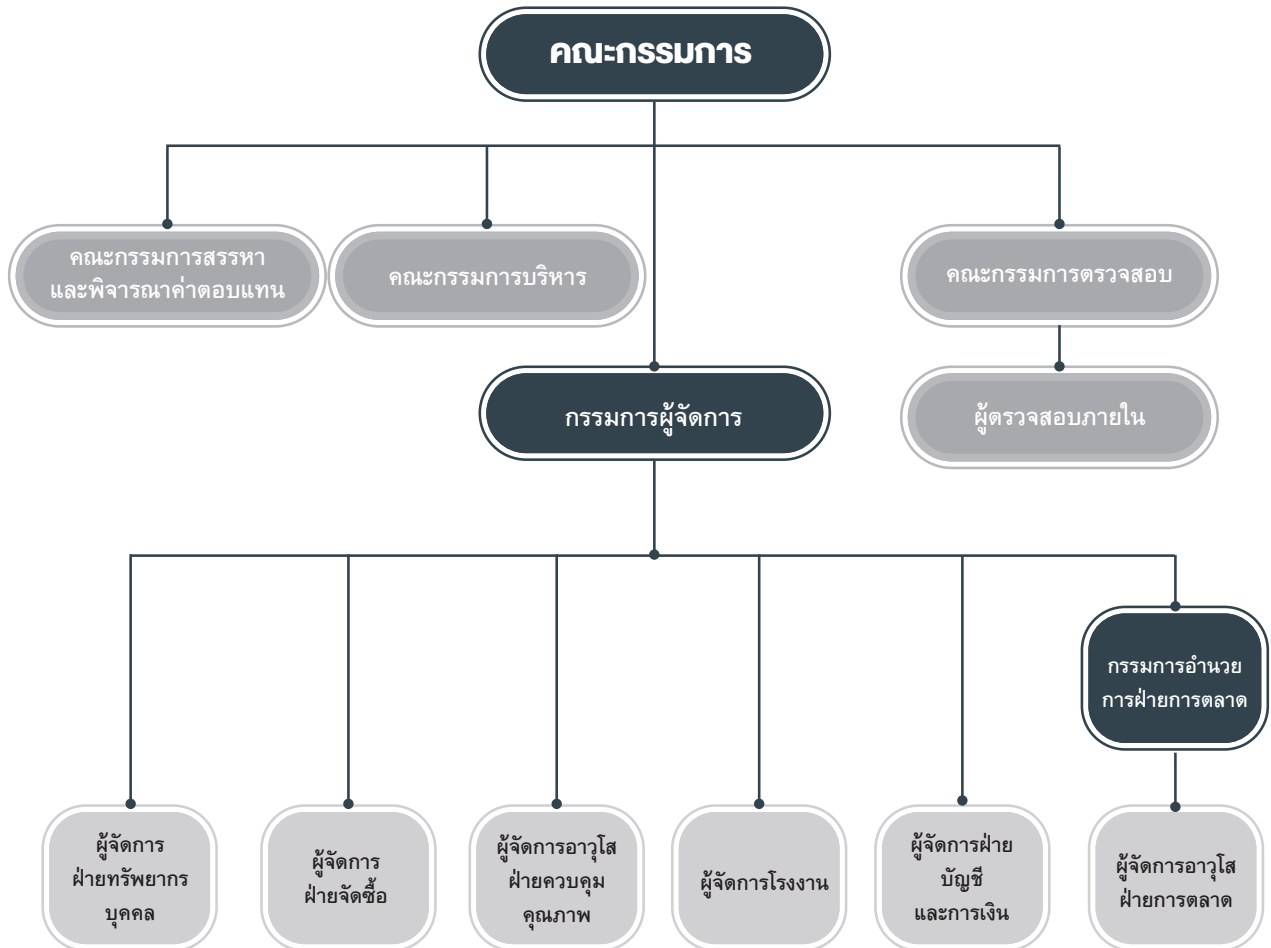 คณะกรรมการ
คณะกรรมการสรรหา
และพิจารณาค่าตอบแทน
คณะกรรมการบริหาร
คณะกรรมการตรวจสอบ
กรรมการผู้จัดการ
ผู้ตรวจสอบภายใน
กรรมการอำนวย
การฝ่ายการตลาด
ผู้จัดการ
ฝ่ายทรัพยากร
บุคคล
ผู้จัดการ
ฝ่ายจัดซื้อ
ผู้จัดการอาวุโส
ฝ่ายควบคุม
คุณภาพ
ผู้จัดการโรงงาน
ผู้จัดการฝ่าย
บัญชี
และการเงิน
ผู้จัดการอาวุโส
ฝ่ายการตลาด